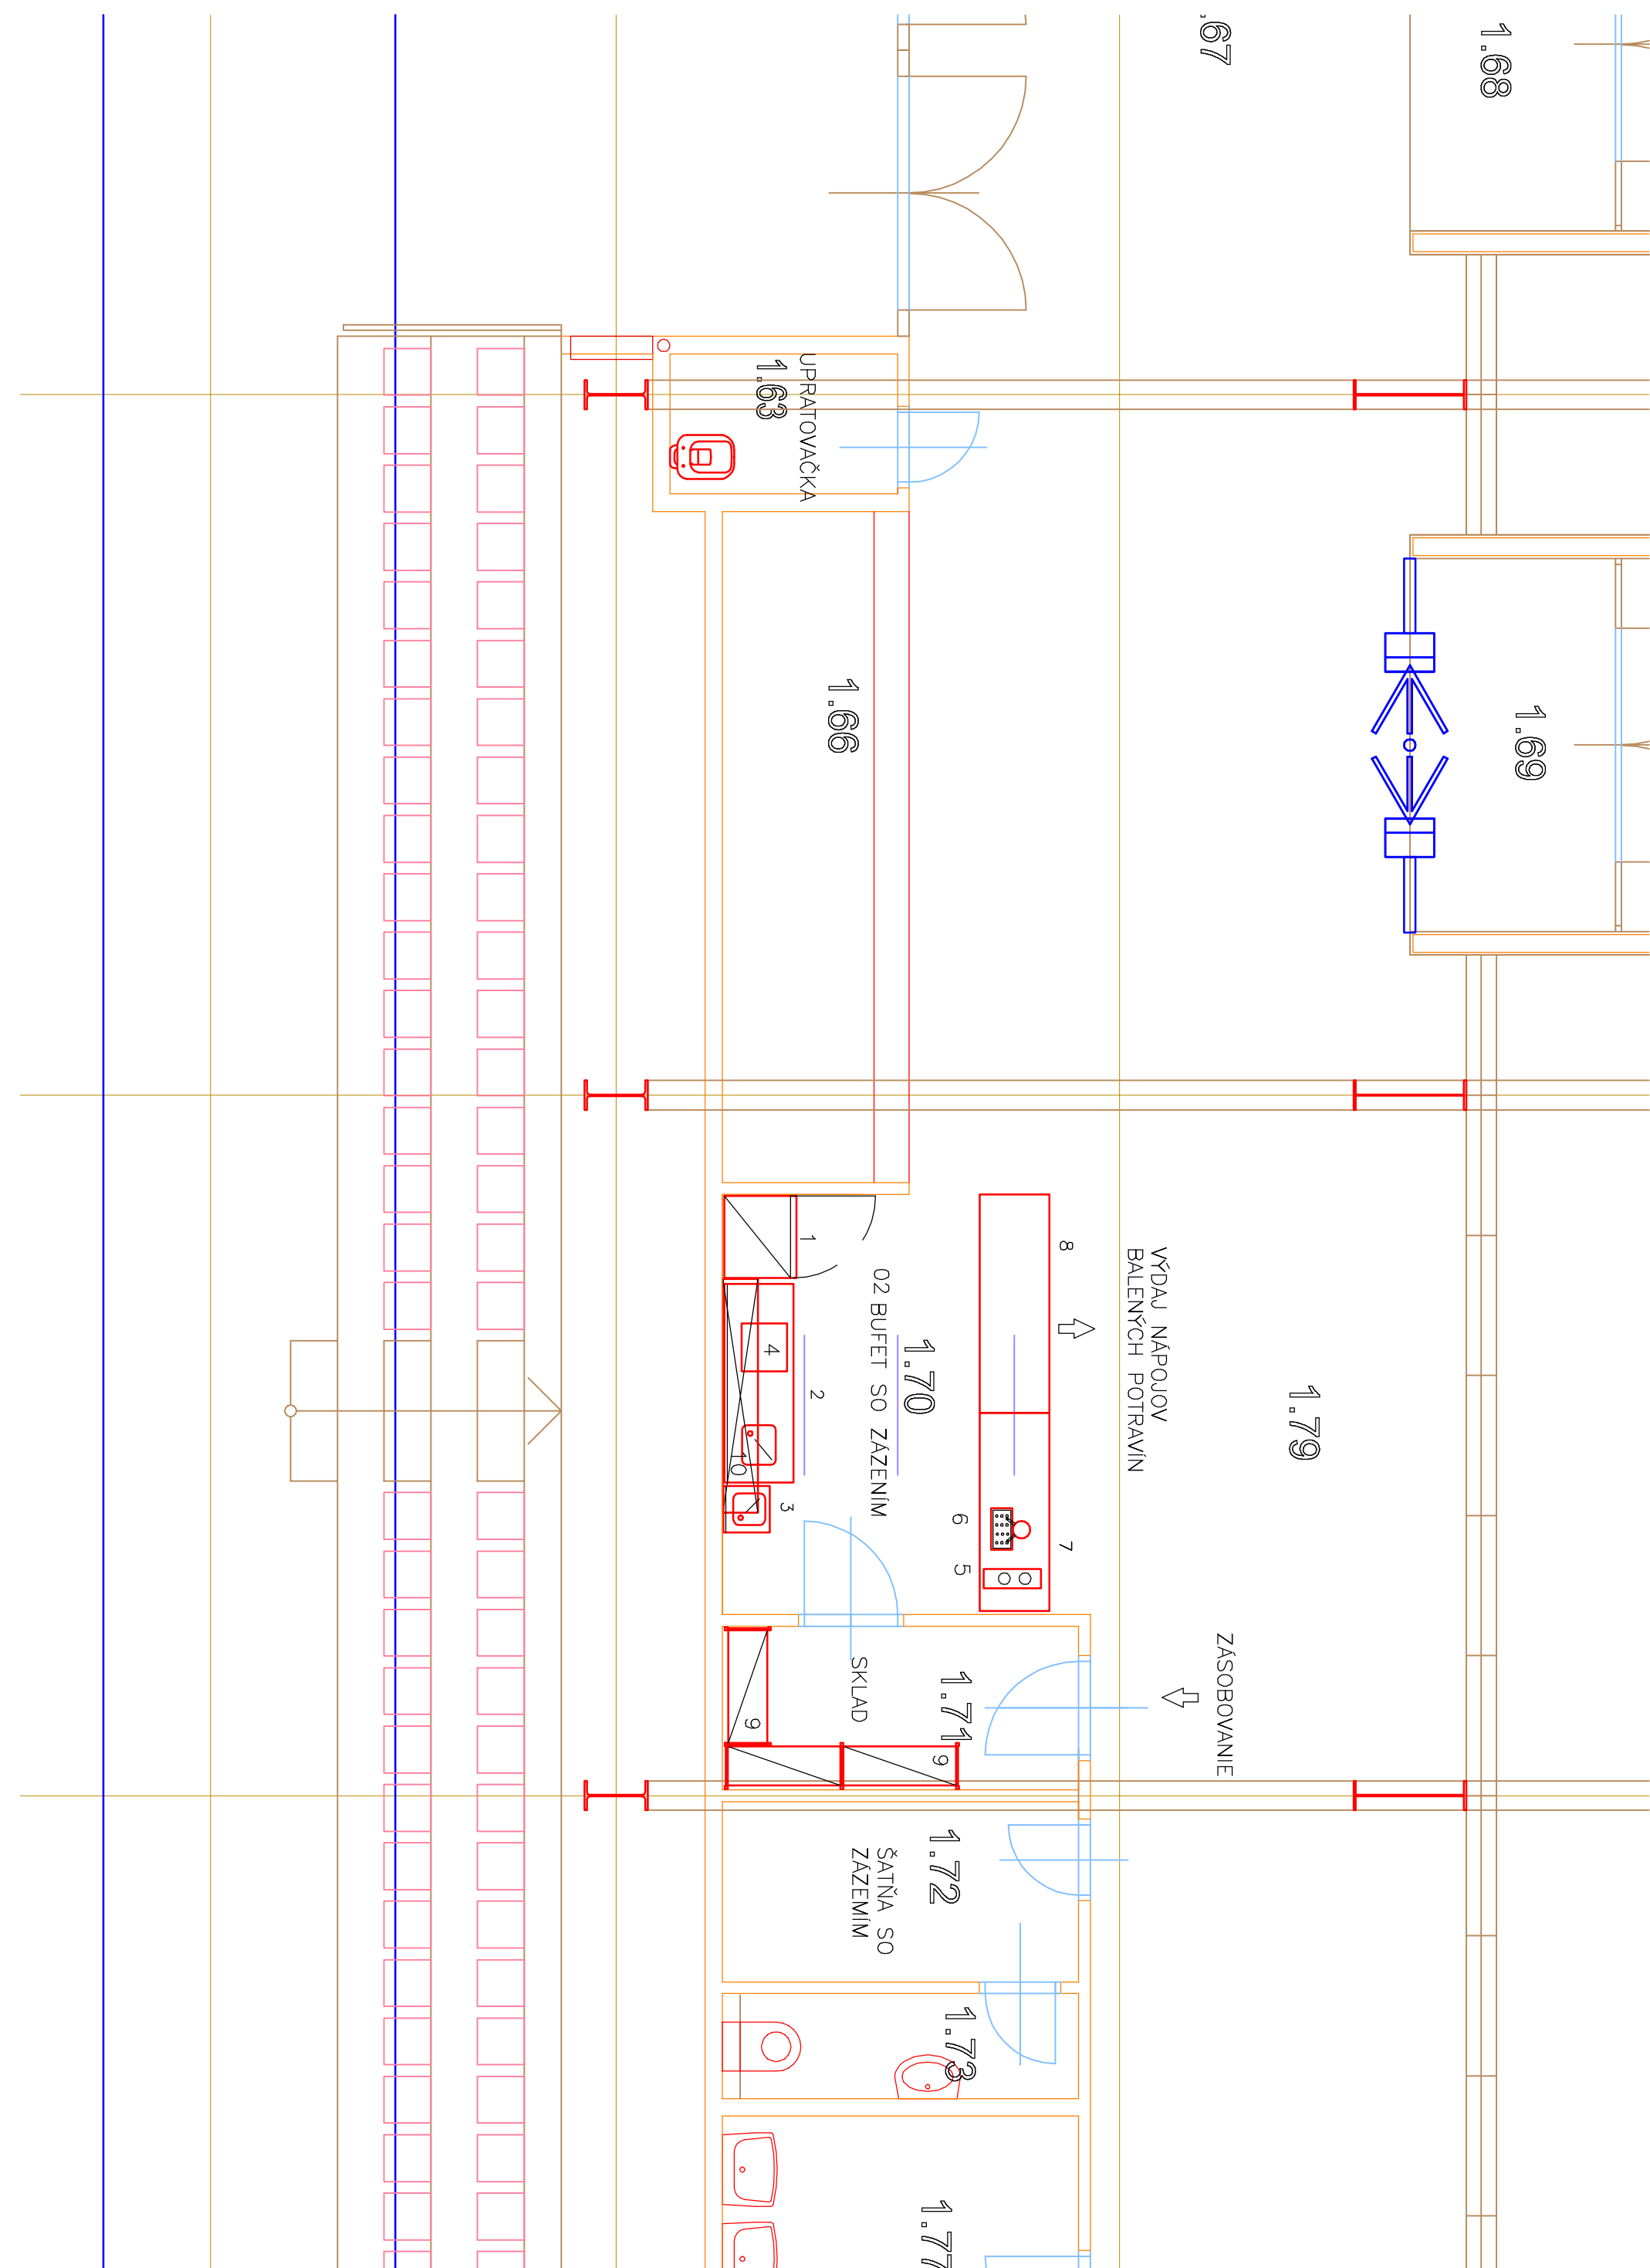 .67
1.68
UPRATOVAČKA
1.63
1.66
1.69
8
VÝDAJ NÁPOJOV
BALENÝCH POTRAVÍN
1
02 BUFET SO ZÁZENÍM
1.70
4
2
1.79
10
3
6
7
5
ZÁSOBOVANIE
SKLAD
1.71
9
9
1.72
ŠATŇA SO
ZÁZEMÍM
1.73
1.77